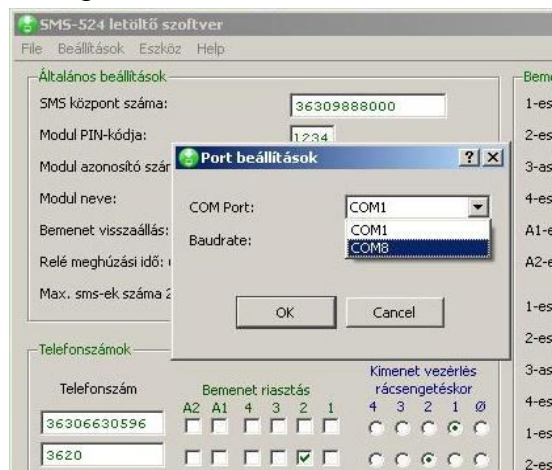 SMS-524 letöltő szoftver
File Beállítások Eszköz Help
Általános beállítások
SMS központ száma: 36309888000
Modul PIN-kódja: 1234
Modul azonosító szám
Modul neve:
Bemenet visszaállás:
Relé meghúzási idő:
Max. sms-ek száma 2
Port beállítások
COM Port: COM1
COM1
COM8
Baudrate:
OK Cancel
Telefonszámok
Telefonszám
Bemenet riasztás
A2 A1 4 3 2 1
Kimenet vezérlés
rácsengetéskor
4 3 2 1 Ø
36306630596
3620
Beme
1-es
2-es
3-as
4-es
A1-e
A2-e
1-es
2-es
3-as
4-es
1-es
2-es